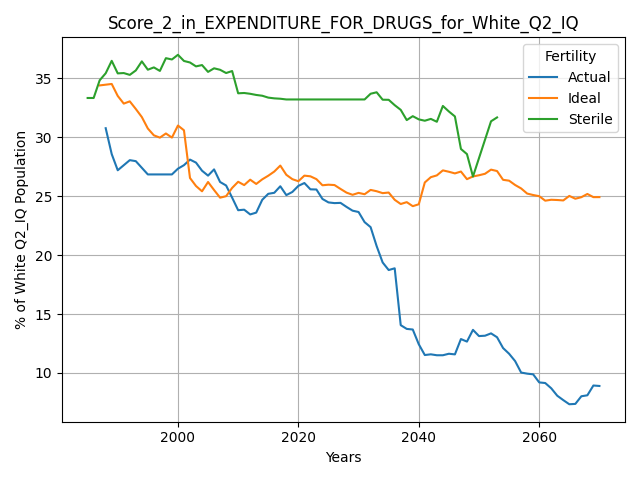 Score_2_in_EXPENDITURE_FOR_DRUGS_for_White_Q2_IQ
Fertility
Actual
Ideal
Sterile
% of White Q2_IQ Population
35
30
25
20
15
10
2000 2020 2040 2060
Years